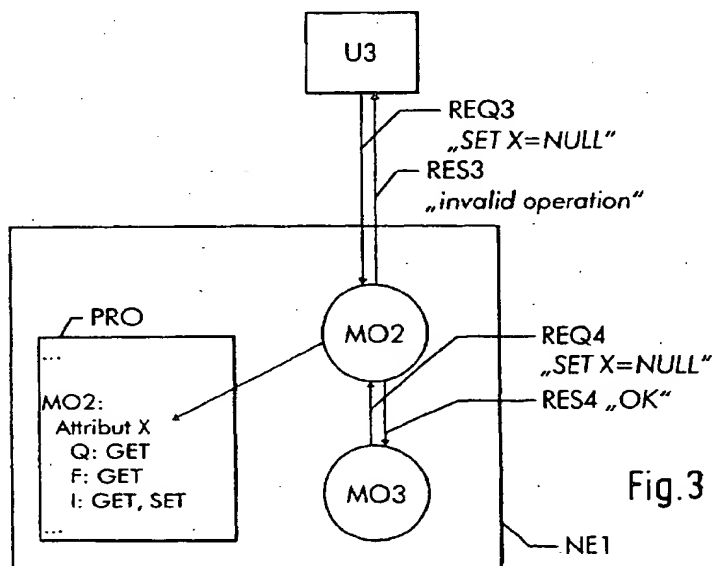 U3
REQ3
„SET X=NULL“
RES3
„invalid operation“
PRO
...
MO2:
Attribut X
Q: GET
F: GET
I: GET, SET
...
MO2
REQ4
„SET X=NULL“
RES4 „OK“
MO3
Fig.3
NE1